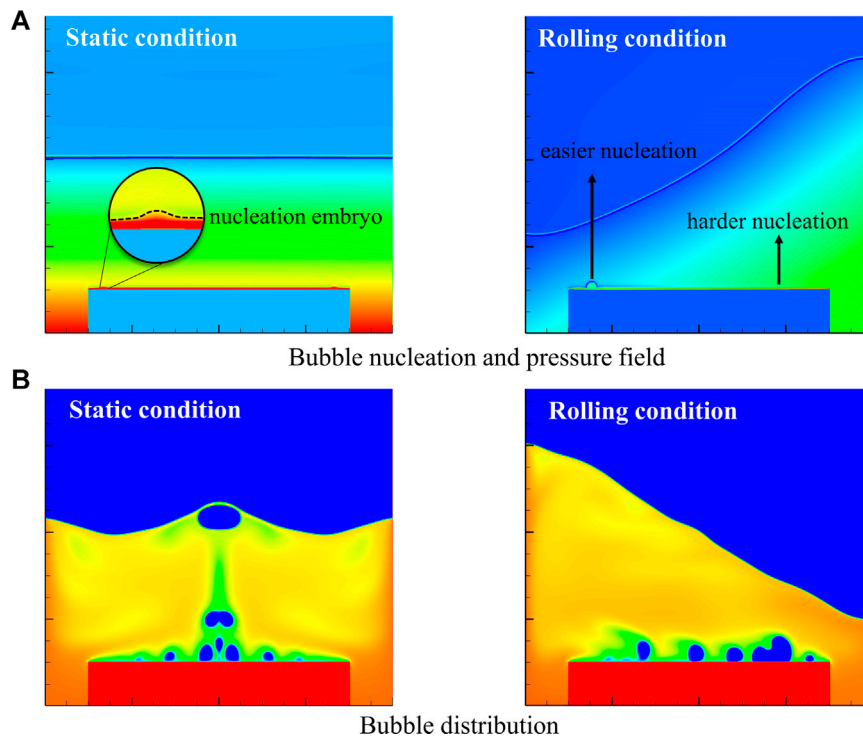 A
Static condition
Rolling condition
easier nucleation
nucleation embryo
harder nucleation
Bubble nucleation and pressure field
B
Static condition
Rolling condition
Bubble distribution